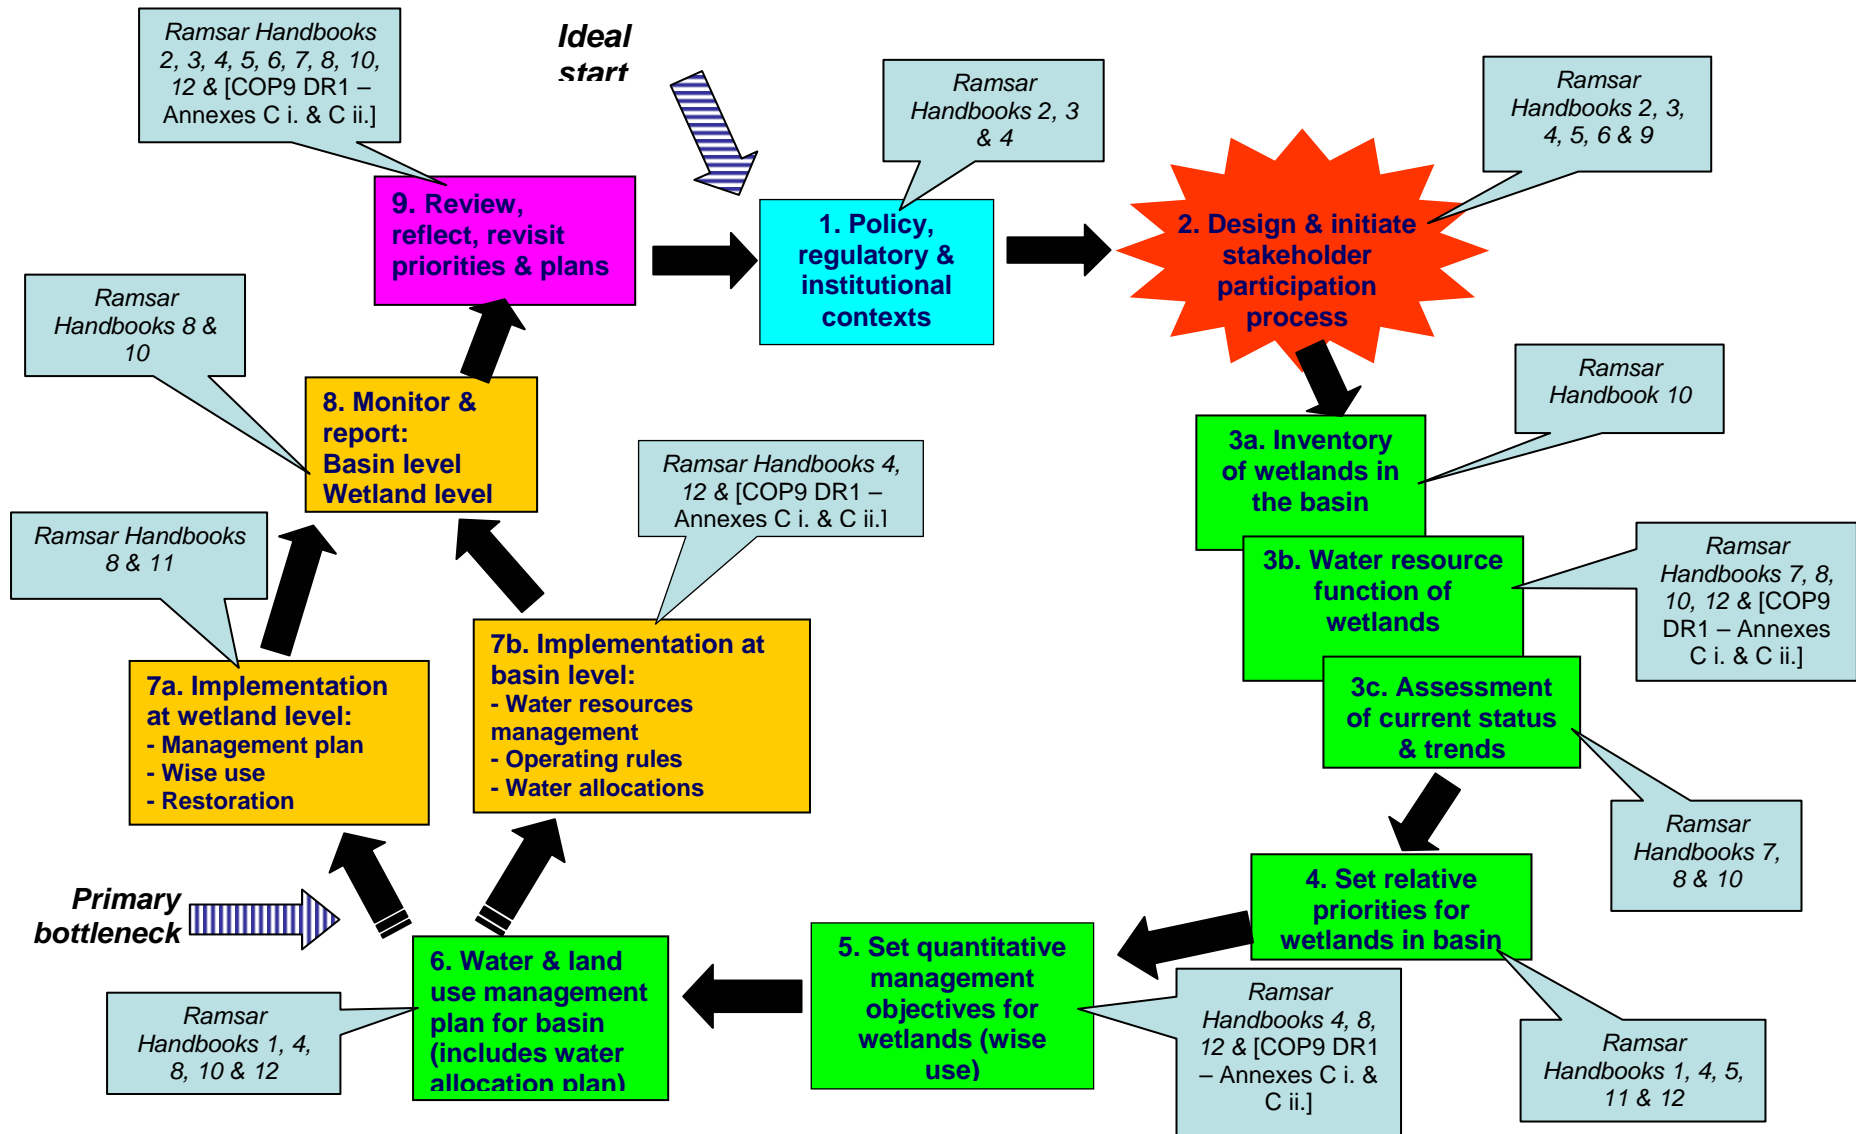 Ramsar Handbooks
2, 3, 4, 5, 6, 7, 8, 10,
12 & [COP9 DR1 –
Annexes C i. & C ii.]
Ideal
start
Ramsar
Handbooks 2, 3
& 4
Ramsar
Handbooks 2, 3,
4, 5, 6 & 9
9. Review,
reflect, revisit
priorities & plans
1. Policy,
regulatory &
institutional
contexts
2. Design & initiate
stakeholder
participation
process
Ramsar
Handbooks 8 &
10
Ramsar
Handbook 10
8. Monitor &
report:
Basin level
Wetland level
3a. Inventory
of wetlands in
the basin
Ramsar Handbooks 4,
12 & [COP9 DR1 –
Annexes C i. & C ii.]
Ramsar Handbooks
8 & 11
3b. Water resource
function of
wetlands
Ramsar
Handbooks 7, 8,
10, 12 & [COP9
DR1 – Annexes
C i. & C ii.]
7a. Implementation
at wetland level:
- Management plan
- Wise use
- Restoration
7b. Implementation at
basin level:
- Water resources
management
- Operating rules
- Water allocations
3c. Assessment
of current status
& trends
Ramsar
Handbooks 7,
8 & 10
Primary
bottleneck
4. Set relative
priorities for
wetlands in basin
6. Water & land
use management
plan for basin
(includes water
allocation plan)
5. Set quantitative
management
objectives for
wetlands (wise
use)
Ramsar
Handbooks 1, 4,
8, 10 & 12
Ramsar
Handbooks 4, 8,
12 & [COP9 DR1
– Annexes C i. &
C ii.]
Ramsar
Handbooks 1, 4, 5,
11 & 12